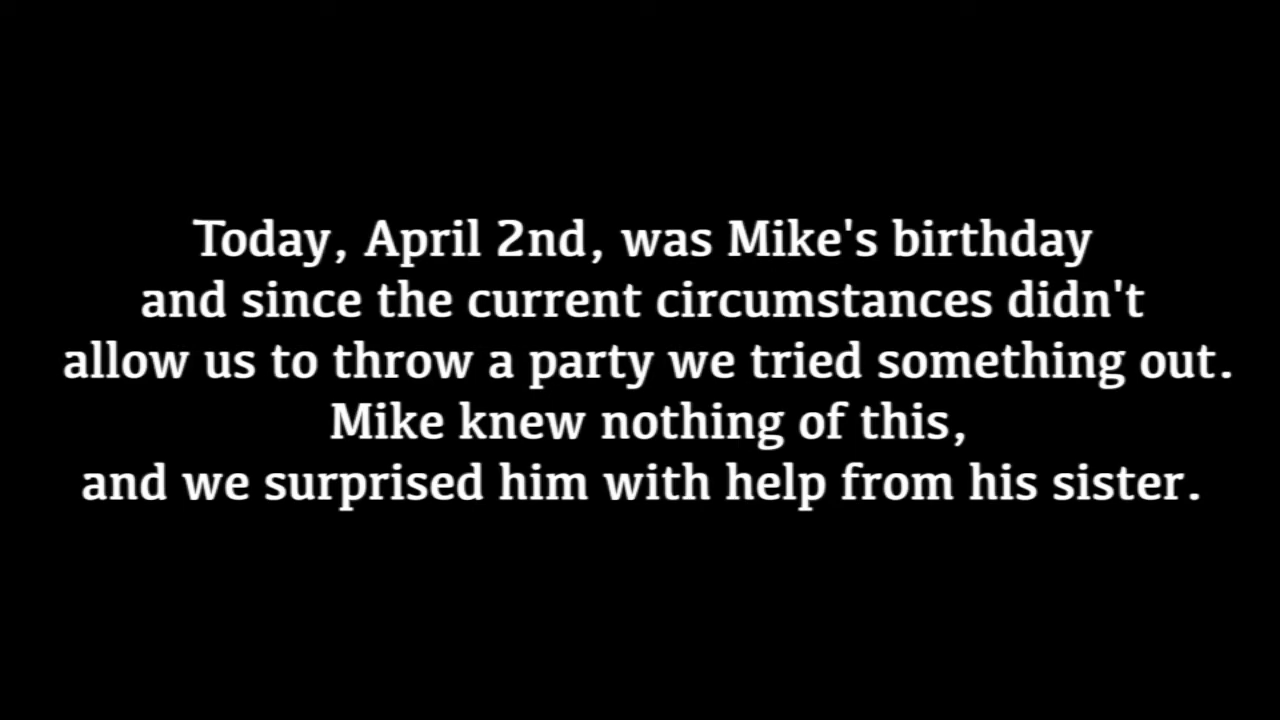 Today, April 2nd, was Mike's birthday
and since the current circumstances didn't
allow us to throw a party we tried something out.
Mike knew nothing of this,
and we surprised him with help from his sister.